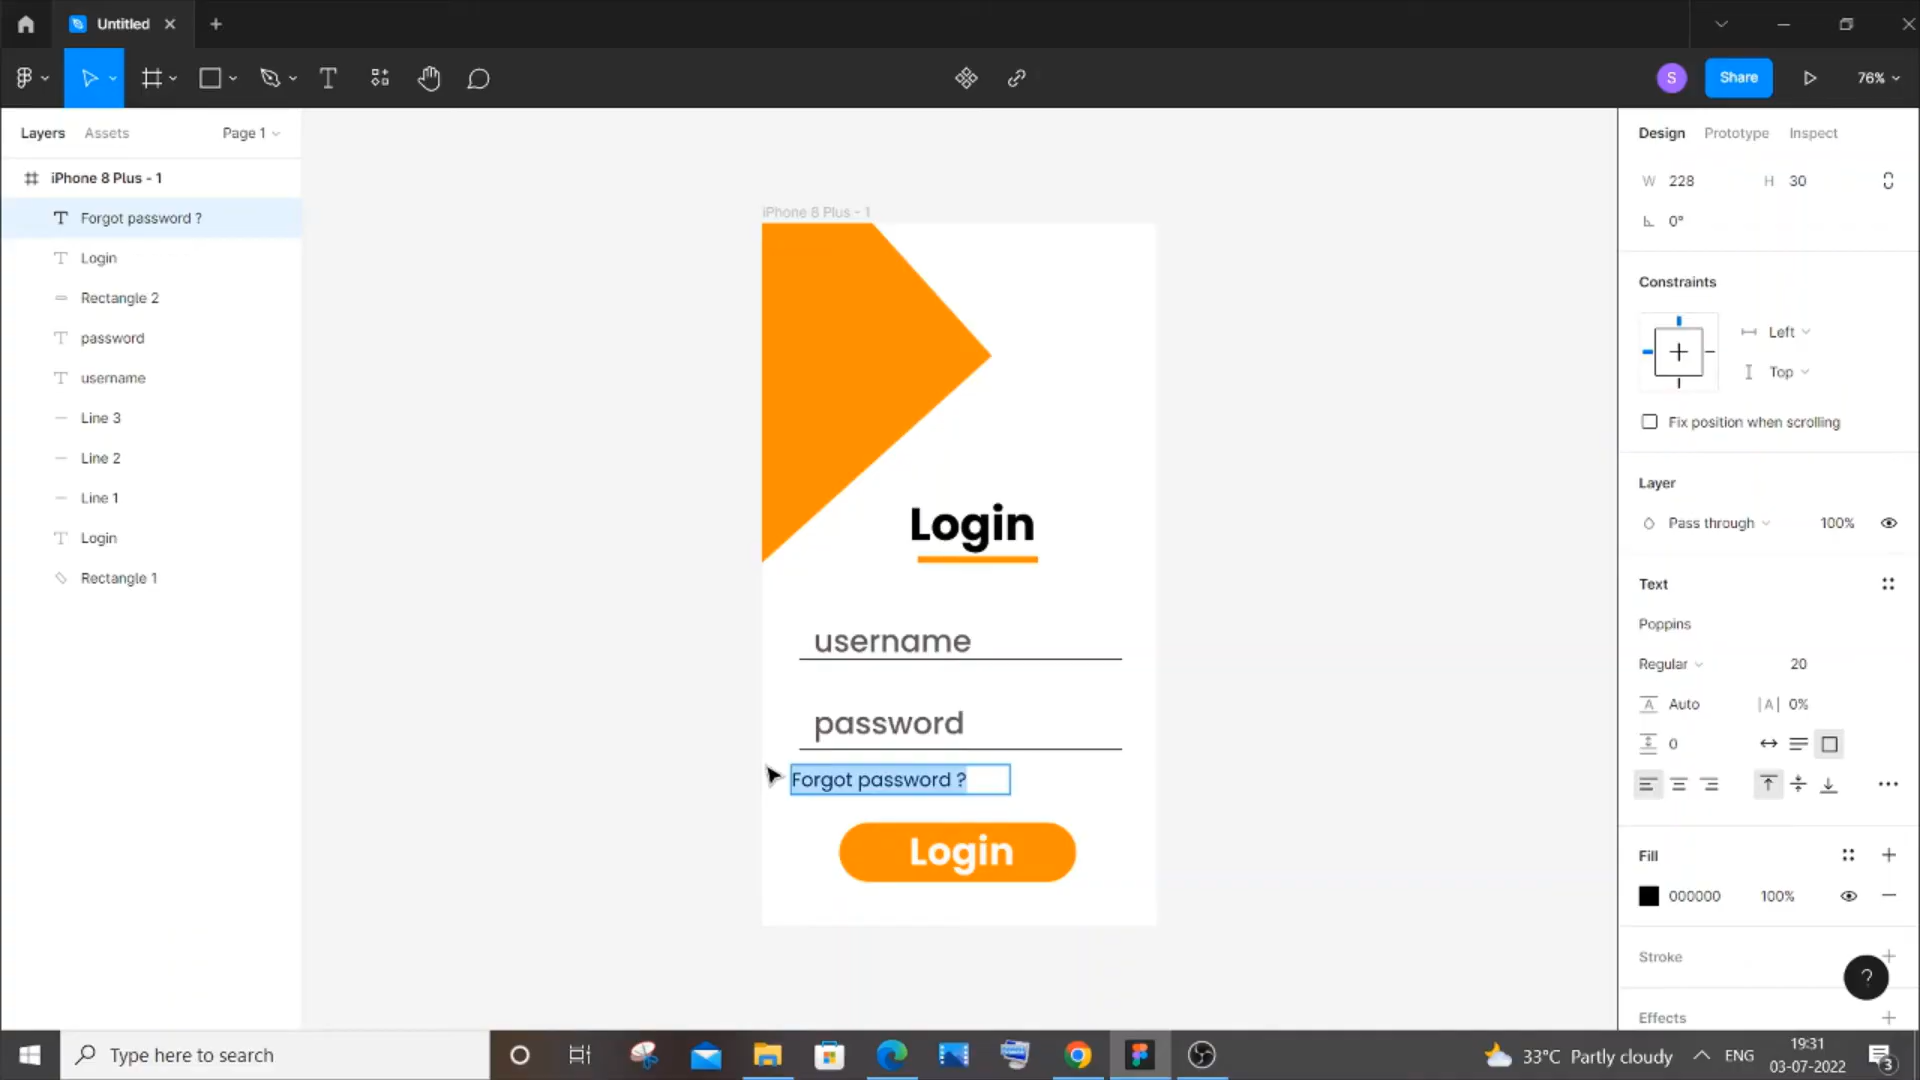 Untitled
S
Share
76%
Layers
Assets
Page 1
Design
Prototype
Inspect
iPhone 8 Plus - 1
Forgot password ?
Login
Rectangle 2
password
username
Line 3
Line 2
Line 1
Login
Rectangle 1
iPhone 8 Plus - 1
Login
username
password
Forgot password ?
Login
W 228
H 30
0°
Constraints
Left
Top
Fix position when scrolling
Layer
Pass through
100%
Text
Poppins
Regular
20
A Auto
|A| 0%
0
Fill
000000
100%
Stroke
?
Effects
Type here to search
33°C Partly cloudy
ENG
19:31
03-07-2022
3